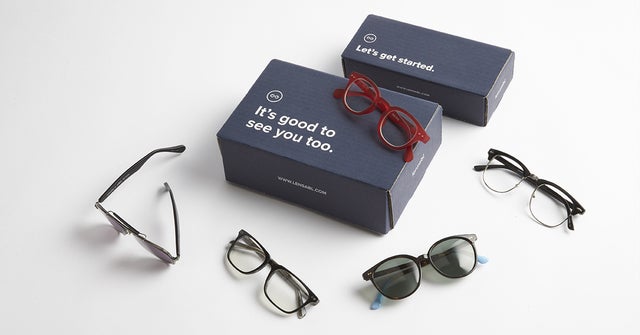 Let's get started.
It's good to
see you too.
WWW.LENSABL.COM